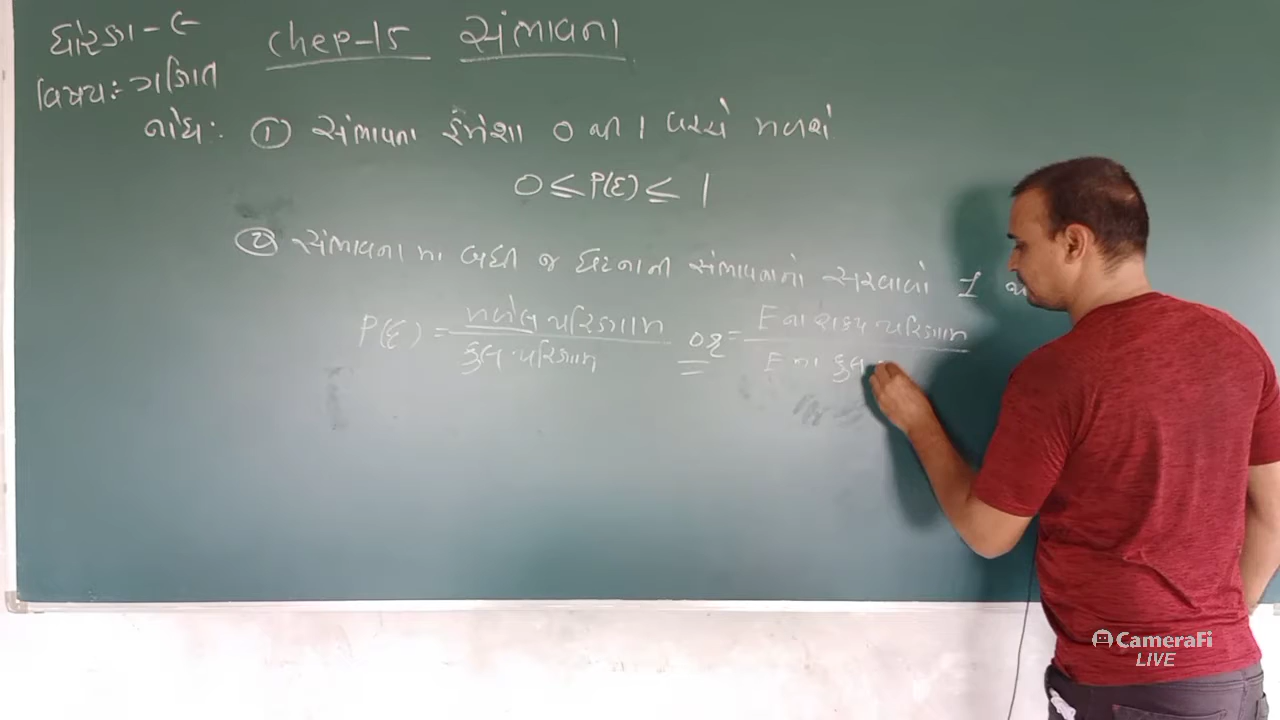 ધોરણ - ૯
Chep-15 સંભાવના
વિષય:- ગણિત
નોંધ: ① સંભાવના હંમેશા 0 થી 1 વચ્ચે મળશે
0 ≤ P(E) ≤ 1
② સંભાવના મા બધી જ ઘટનાની સંભાવનાનો સરવાળો 1
P(E) = મળેલ પરિણામ / કુલ પરિણામ OR = E ના શક્ય પરિણામ / E ના કુલ
CameraFi
LIVE